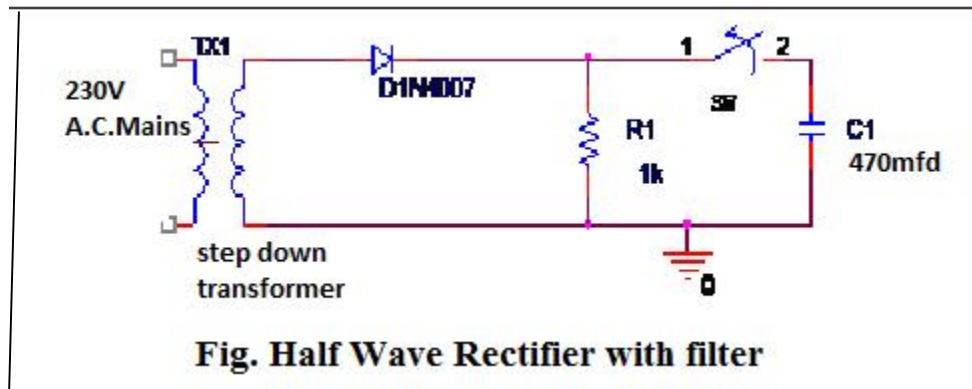 TX1
D1N4007
1
2
230V
A.C.Mains
R1
1k
C1
470mfd
step down
transformer
0
Fig. Half Wave Rectifier with filter